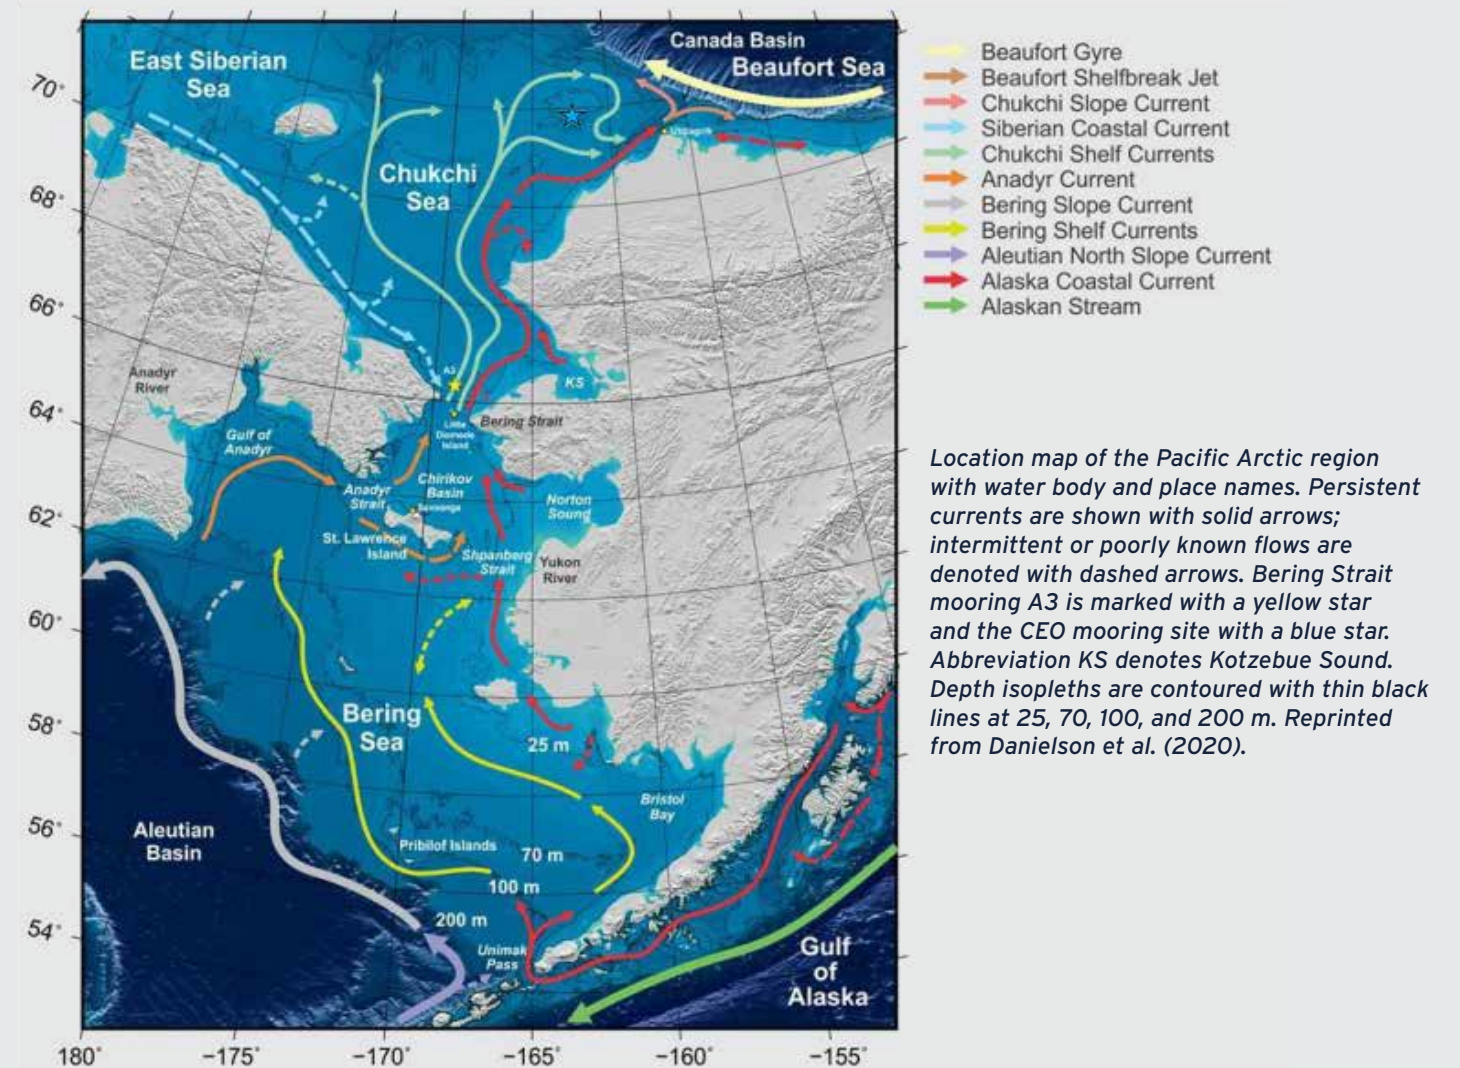 East Siberian
Sea
Canada Basin
Beaufort Sea
Utqiaġvik
Chukchi
Sea
A3
KS
Anadyr
River
Little
Diomede
Island
Bering Strait
Gulf of
Anadyr
Chirikov
Basin
Anadyr
Strait
Savoonga
Norton
Sound
St. Lawrence
Island
Shpanberg
Strait
Yukon
River
Bering
Sea
25 m
Bristol
Bay
Aleutian
Basin
Pribilof Islands
70 m
100 m
200 m
Unimak
Pass
Gulf
of
Alaska
70°
68°
66°
64°
62°
60°
58°
56°
54°
180°
−175°
−170°
−165°
−160°
−155°
Beaufort Gyre
Beaufort Shelfbreak Jet
Chukchi Slope Current
Siberian Coastal Current
Chukchi Shelf Currents
Anadyr Current
Bering Slope Current
Bering Shelf Currents
Aleutian North Slope Current
Alaska Coastal Current
Alaskan Stream
Location map of the Pacific Arctic region
with water body and place names. Persistent
currents are shown with solid arrows;
intermittent or poorly known flows are
denoted with dashed arrows. Bering Strait
mooring A3 is marked with a yellow star
and the CEO mooring site with a blue star.
Abbreviation KS denotes Kotzebue Sound.
Depth isopleths are contoured with thin black
lines at 25, 70, 100, and 200 m. Reprinted
from Danielson et al. (2020).